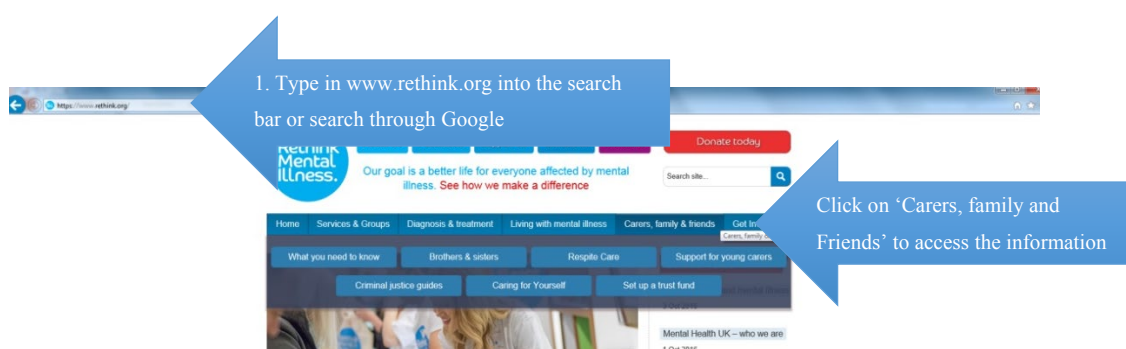 1. Type in www.rethink.org into the search
bar or search through Google
https://www.rethink.org/
Rethink
Mental
Illness.
Our goal is a better life for everyone affected by mental
illness. See how we make a difference
Donate today
Search site...
Click on ‘Carers, family and
Friends’ to access the information
Home Services & Groups Diagnosis & treatment Living with mental illness Carers, family & friends Get In
Carers, family
What you need to know Brothers & sisters Respite Care Support for young carers
Criminal justice guides Caring for Yourself Set up a trust fund
Mental Health UK – who we are